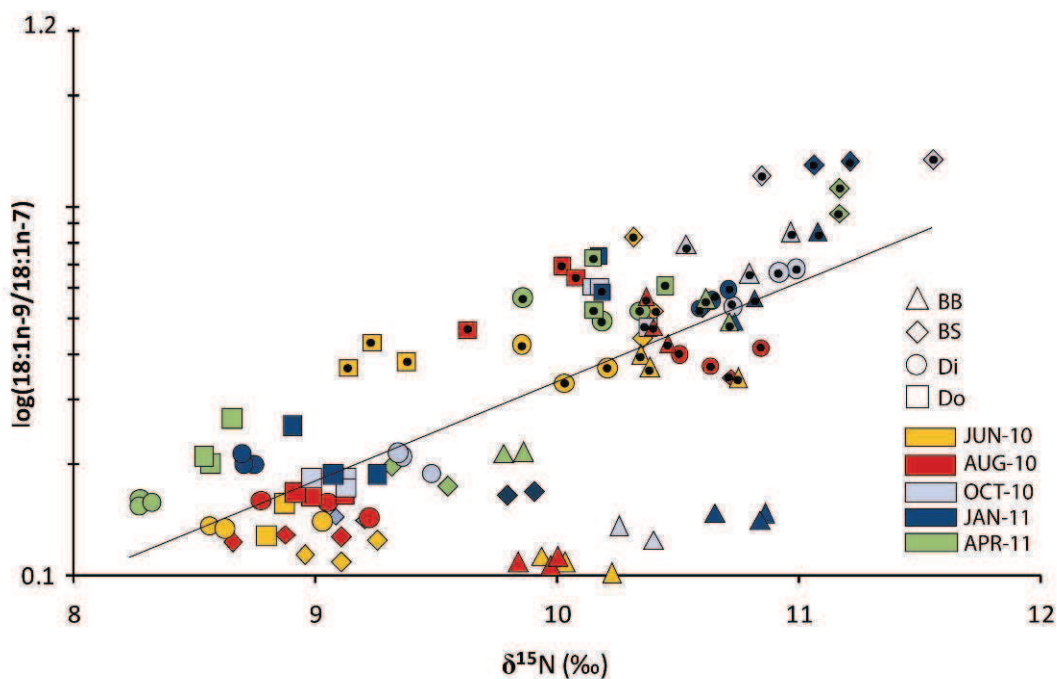 1.2
log(18:1n-9/18:1n-7)
0.1
8 9 10 11 12
δ¹⁵N (‰)
BB
BS
Di
Do
JUN-10
AUG-10
OCT-10
JAN-11
APR-11